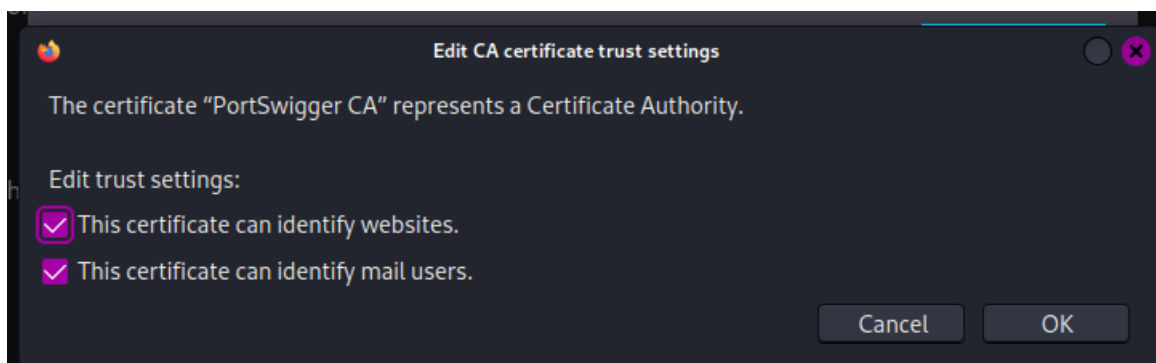 Edit CA certificate trust settings
The certificate “PortSwigger CA” represents a Certificate Authority.
Edit trust settings:
This certificate can identify websites.
This certificate can identify mail users.
Cancel OK